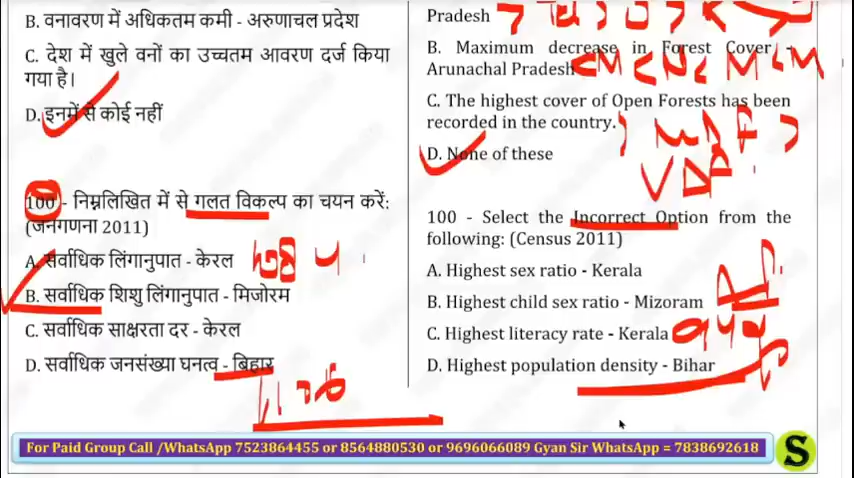 B. वनावरण में अधिकतम कमी - अरुणाचल प्रदेश
C. देश में खुले वनों का उच्चतम आवरण दर्ज किया
गया है।
D. इनमें से कोई नहीं
100 - निम्नलिखित में से गलत विकल्प का चयन करें:
(जनगणना 2011)
A. सर्वाधिक लिंगानुपात - केरल
B. सर्वाधिक शिशु लिंगानुपात - मिजोरम
C. सर्वाधिक साक्षरता दर - केरल
D. सर्वाधिक जनसंख्या घनत्व - बिहार
Pradesh
B. Maximum decrease in Forest Cover -
Arunachal Pradesh
C. The highest cover of Open Forests has been
recorded in the country.
D. None of these
100 - Select the Incorrect Option from the
following: (Census 2011)
A. Highest sex ratio - Kerala
B. Highest child sex ratio - Mizoram
C. Highest literacy rate - Kerala
D. Highest population density - Bihar
For Paid Group Call /WhatsApp 7523864455 or 8564880530 or 9696066089 Gyan Sir WhatsApp = 7838692618
S